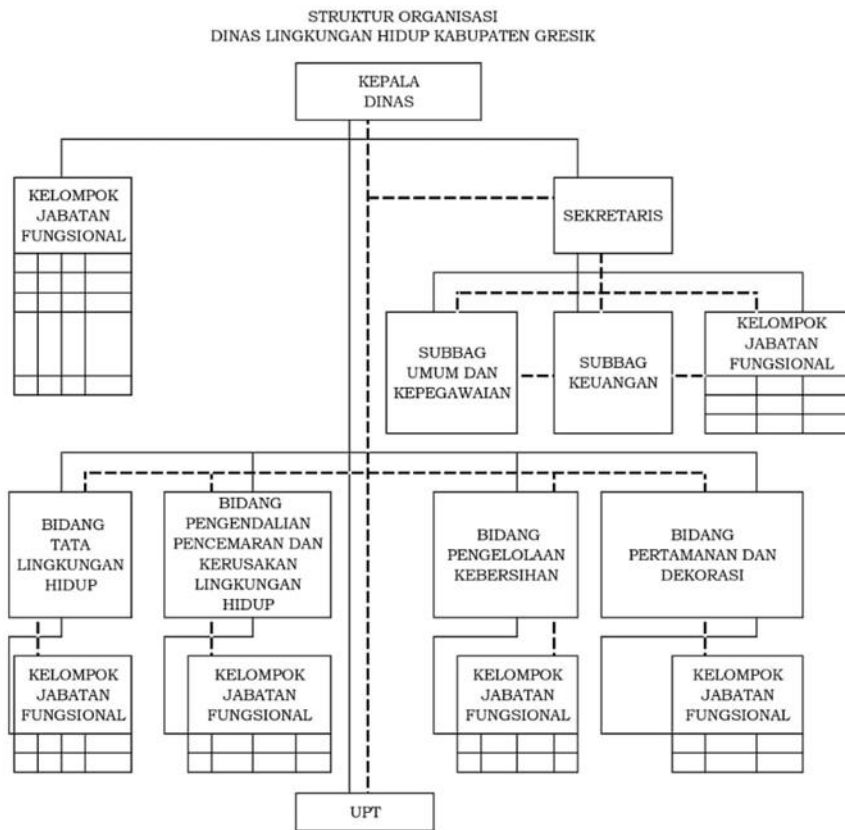 STRUKTUR ORGANISASI
DINAS LINGKUNGAN HIDUP KABUPATEN GRESIK
KEPALA
DINAS
KELOMPOK
JABATAN
FUNGSIONAL
SEKRETARIS
SUBBAG
UMUM DAN
KEPEGAWAIAN
SUBBAG
KEUANGAN
KELOMPOK
JABATAN
FUNGSIONAL
BIDANG
TATA
LINGKUNGAN
HIDUP
BIDANG
PENGENDALIAN
PENCEMARAN DAN
KERUSAKAN
LINGKUNGAN
HIDUP
BIDANG
PENGELOLAAN
KEBERSIHAN
BIDANG
PERTAMANAN DAN
DEKORASI
KELOMPOK
JABATAN
FUNGSIONAL
KELOMPOK
JABATAN
FUNGSIONAL
KELOMPOK
JABATAN
FUNGSIONAL
KELOMPOK
JABATAN
FUNGSIONAL
UPT